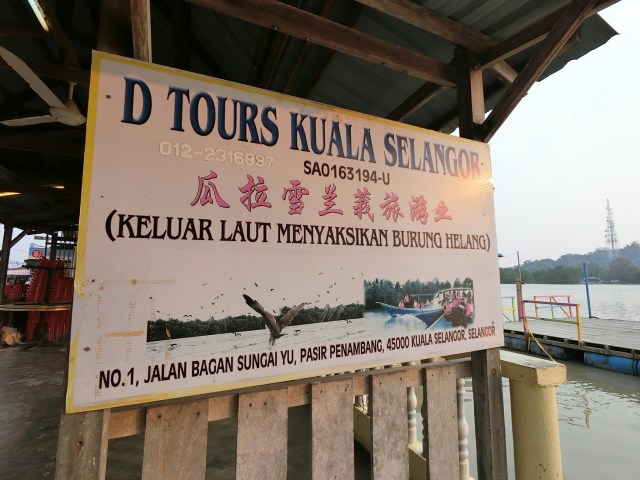 D TOURS KUALA SELANGOR
012-2316897
SA0163194-U
瓜拉雪兰莪旅游业
(KELUAR LAUT MENYAKSIKAN BURUNG HELANG)
NO.1, JALAN BAGAN SUNGAI YU, PASIR PENAMBANG, 45000 KUALA SELANGOR, SELANGOR